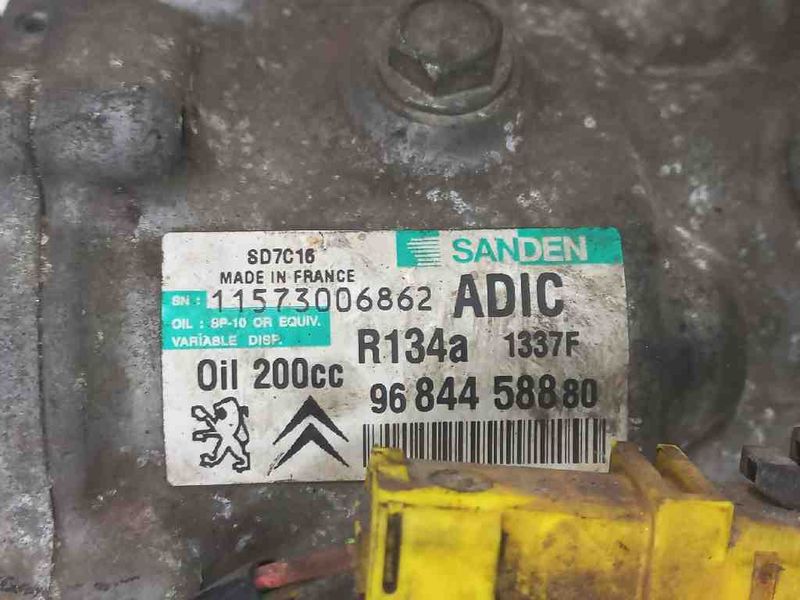 SD7C16
MADE IN FRANCE
SANDEN
SN : 11573006862
ADIC
OIL : SP-10 OR EQUIV.
VARIABLE DISP.
R134a 1337F
Oil 200cc
96 844 588 80